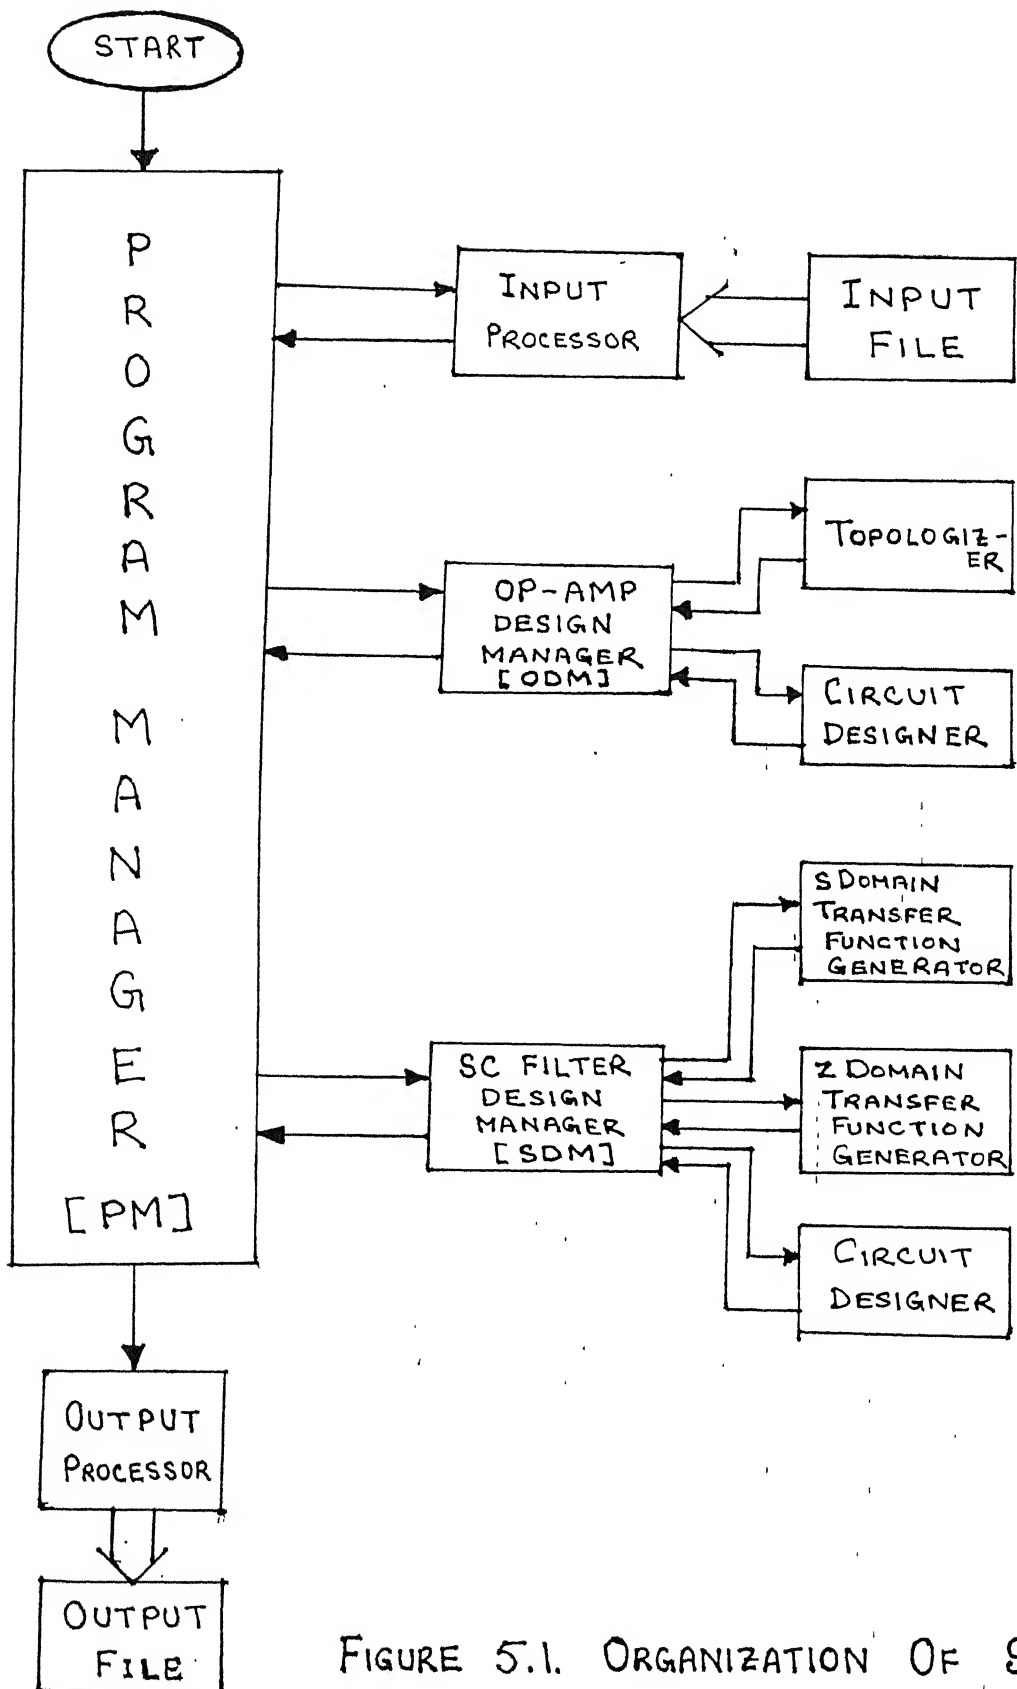 START
PROGRAM MANAGER
[PM]
INPUT
PROCESSOR
INPUT
FILE
OP-AMP
DESIGN
MANAGER
[ODM]
TOPOLOGIZ-
ER
CIRCUIT
DESIGNER
SC FILTER
DESIGN
MANAGER
[SDM]
S DOMAIN
TRANSFER
FUNCTION
GENERATOR
Z DOMAIN
TRANSFER
FUNCTION
GENERATOR
CIRCUIT
DESIGNER
OUTPUT
PROCESSOR
OUTPUT
FILE
FIGURE 5.1. ORGANIZATION OF